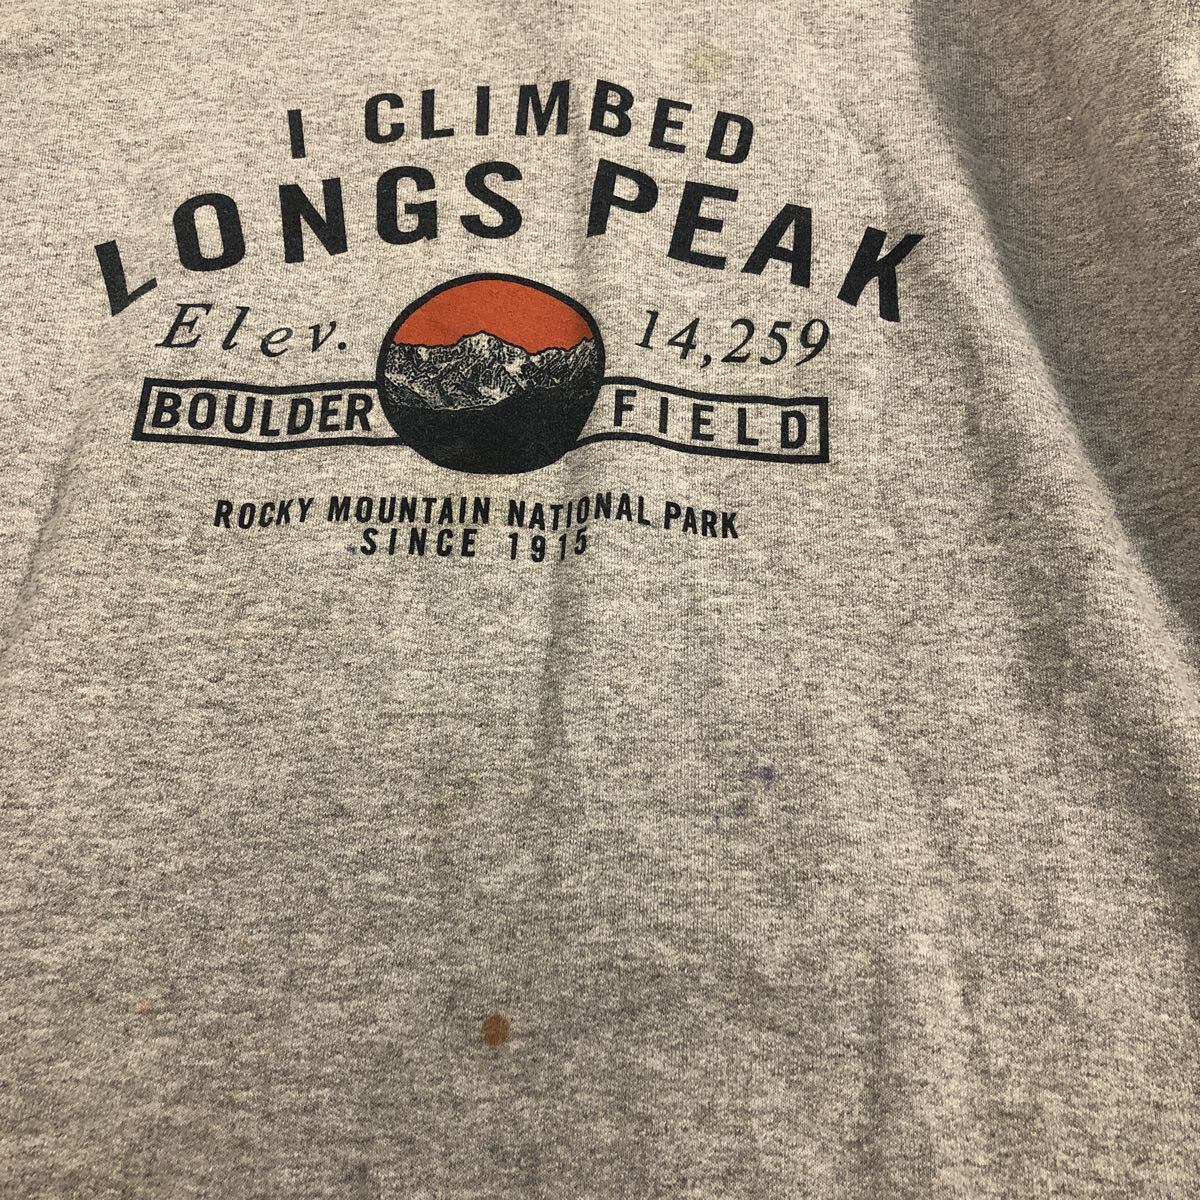 I CLIMBED
LONGS PEAK
Elev. 14,259
BOULDER FIELD
ROCKY MOUNTAIN NATIONAL PARK
SINCE 1915